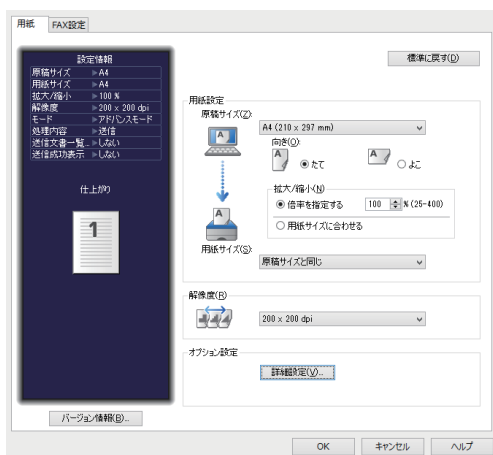 用紙 FAX設定
設定情報
原稿サイズ ▶A4
用紙サイズ ▶A4
拡大/縮小 ▶100 %
解像度 ▶200 x 200 dpi
モード ▶アドバンスモード
処理内容 ▶送信
送信文書一覧... ▶しない
送信成功表示 ▶しない
仕上がり
1
バージョン情報(B)...
標準に戻す(D)
用紙設定
原稿サイズ(Z):
A
A4 (210 x 297 mm)
向き(O):
A たて
A よこ
拡大/縮小(N)
倍率を指定する 100 % (25-400)
用紙サイズに合わせる
A
用紙サイズ(S):
原稿サイズと同じ
解像度(R)
200 x 200 dpi
オプション設定
詳細設定(V)...
OK キャンセル ヘルプ